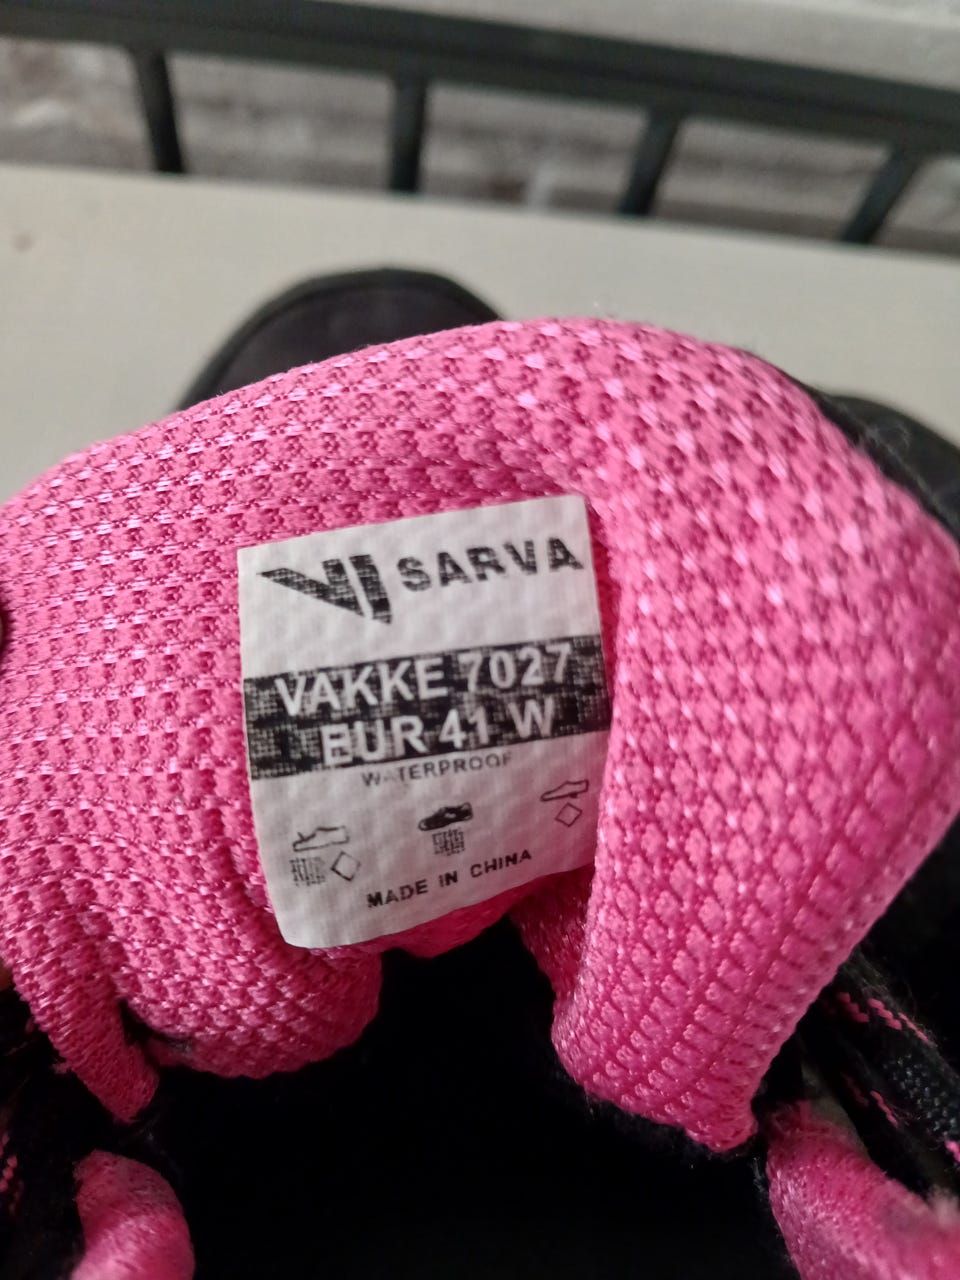 SARVA
VAKKE 7027
EUR 41 W
WATERPROOF
MADE IN CHINA